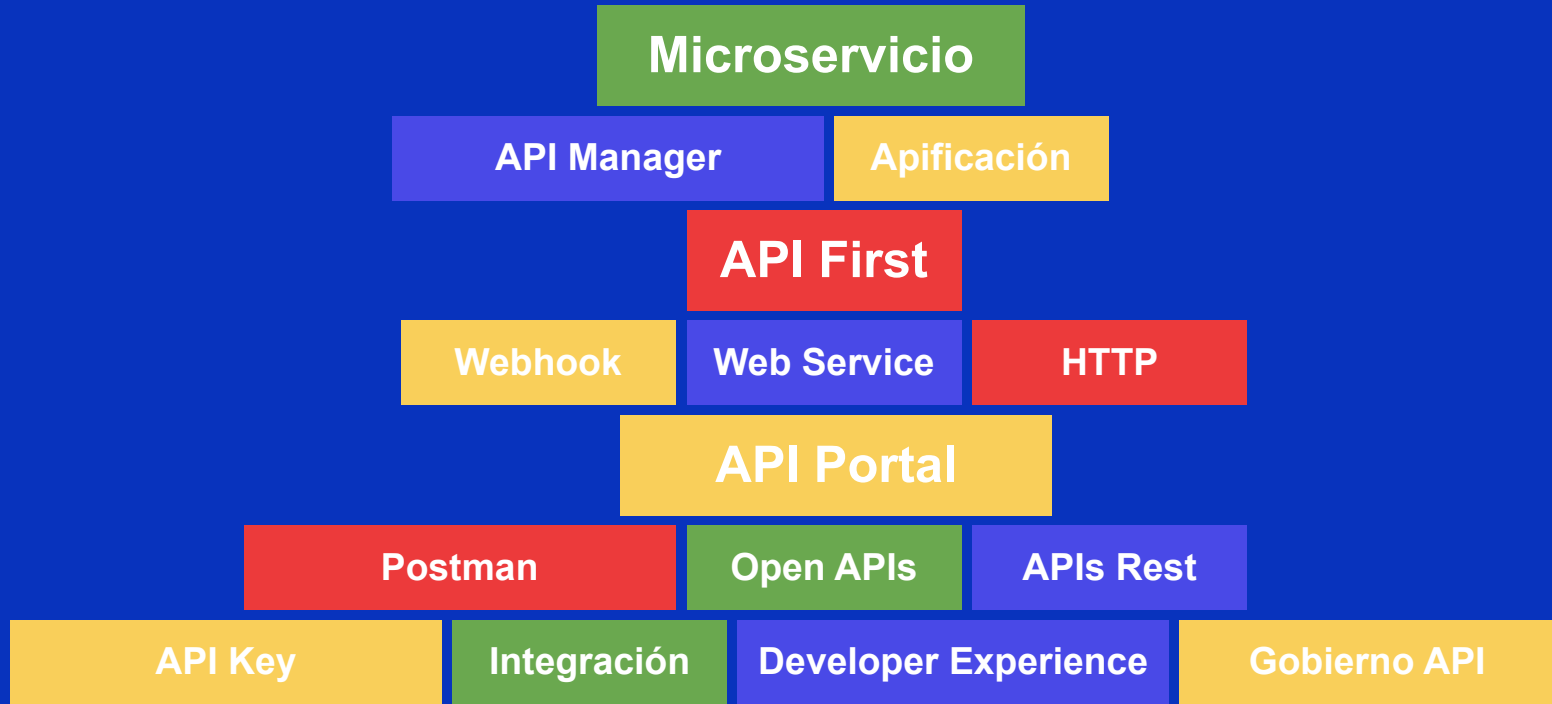 Microservicio
API Manager
Apificación
API First
Webhook
Web Service
HTTP
API Portal
Postman
Open APIs
APIs Rest
API Key
Integración
Developer Experience
Gobierno API